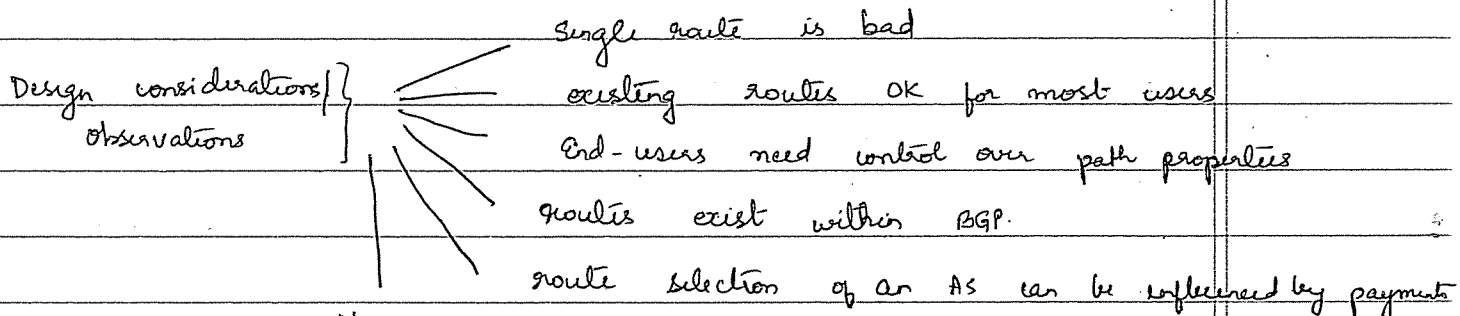 Single route is bad
Design considerations/ } existing routes OK for most users
observations
End-users need control over path properties
routes exist within BGP.
route selection of an AS can be influenced by payments